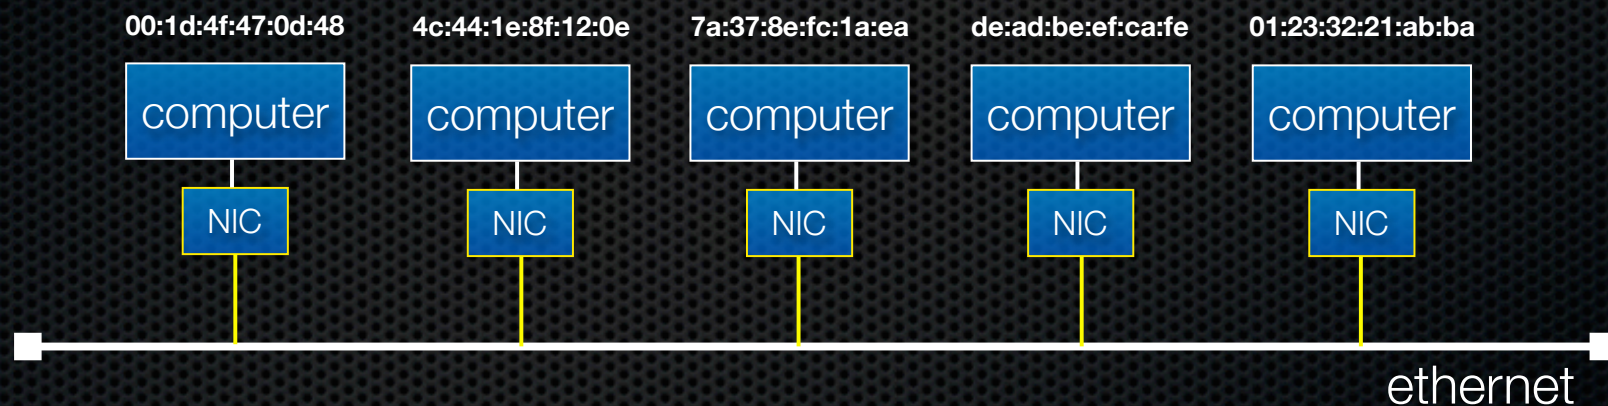 00:1d:4f:47:0d:48 4c:44:1e:8f:12:0e 7a:37:8e:fc:1a:ea de:ad:be:ef:ca:fe 01:23:32:21:ab:ba
computer computer computer computer computer
NIC NIC NIC NIC NIC
ethernet